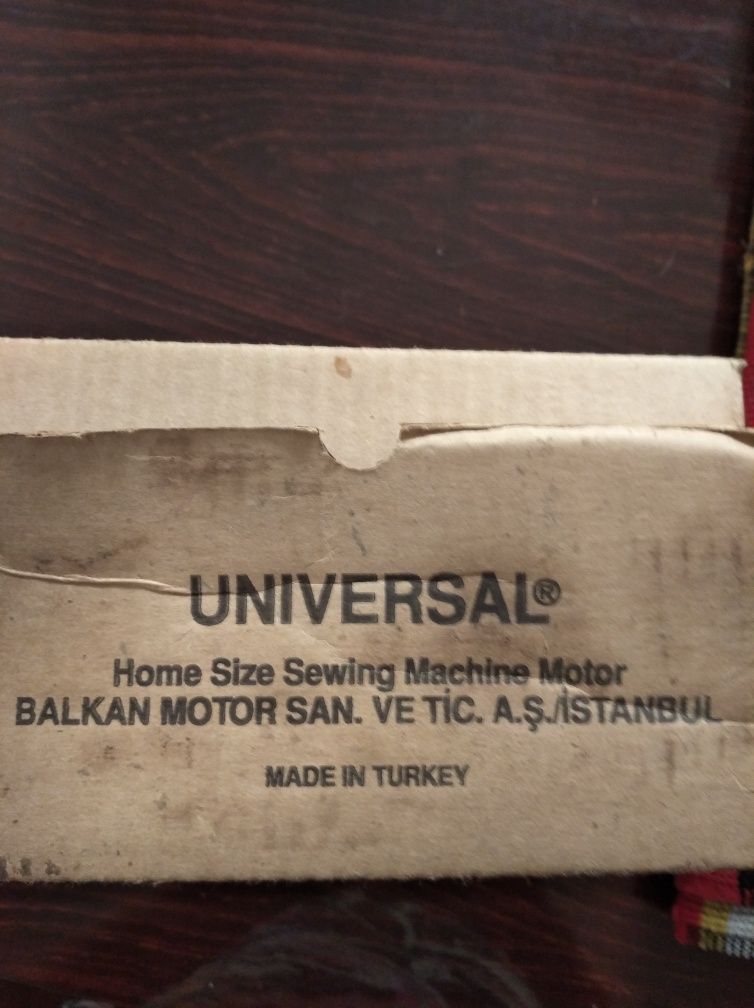 UNIVERSAL®
Home Size Sewing Machine Motor
BALKAN MOTOR SAN. VE TİC. A.Ş./İSTANBUL
MADE IN TURKEY